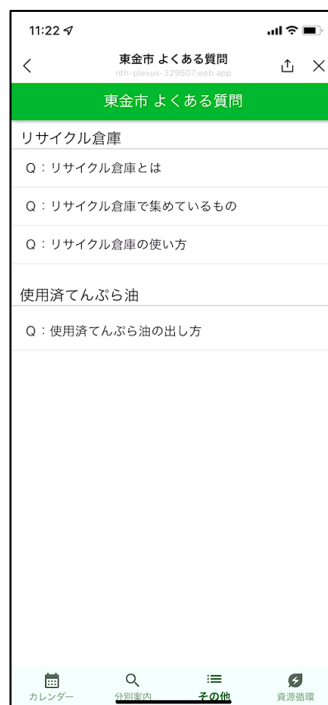 11:22
東金市 よくある質問
nth-plexus-329507.web.app
東金市 よくある質問
リサイクル倉庫
Q：リサイクル倉庫とは
Q：リサイクル倉庫で集めているもの
Q：リサイクル倉庫の使い方
使用済てんぷら油
Q：使用済てんぷら油の出し方
カレンダー
分別案内
その他
資源循環